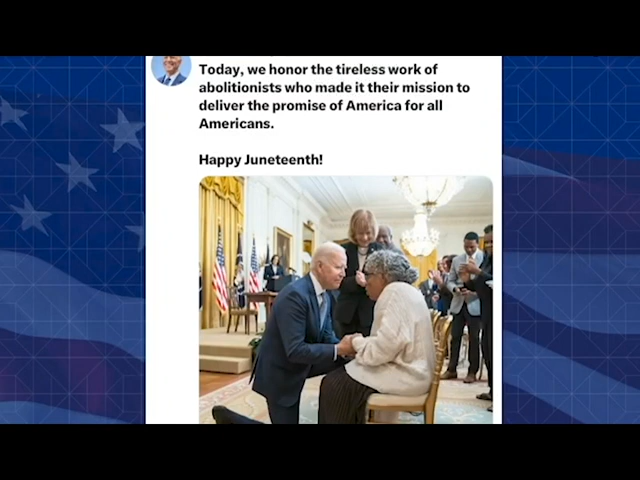 Today, we honor the tireless work of
abolitionists who made it their mission to
deliver the promise of America for all
Americans.
Happy Juneteenth!